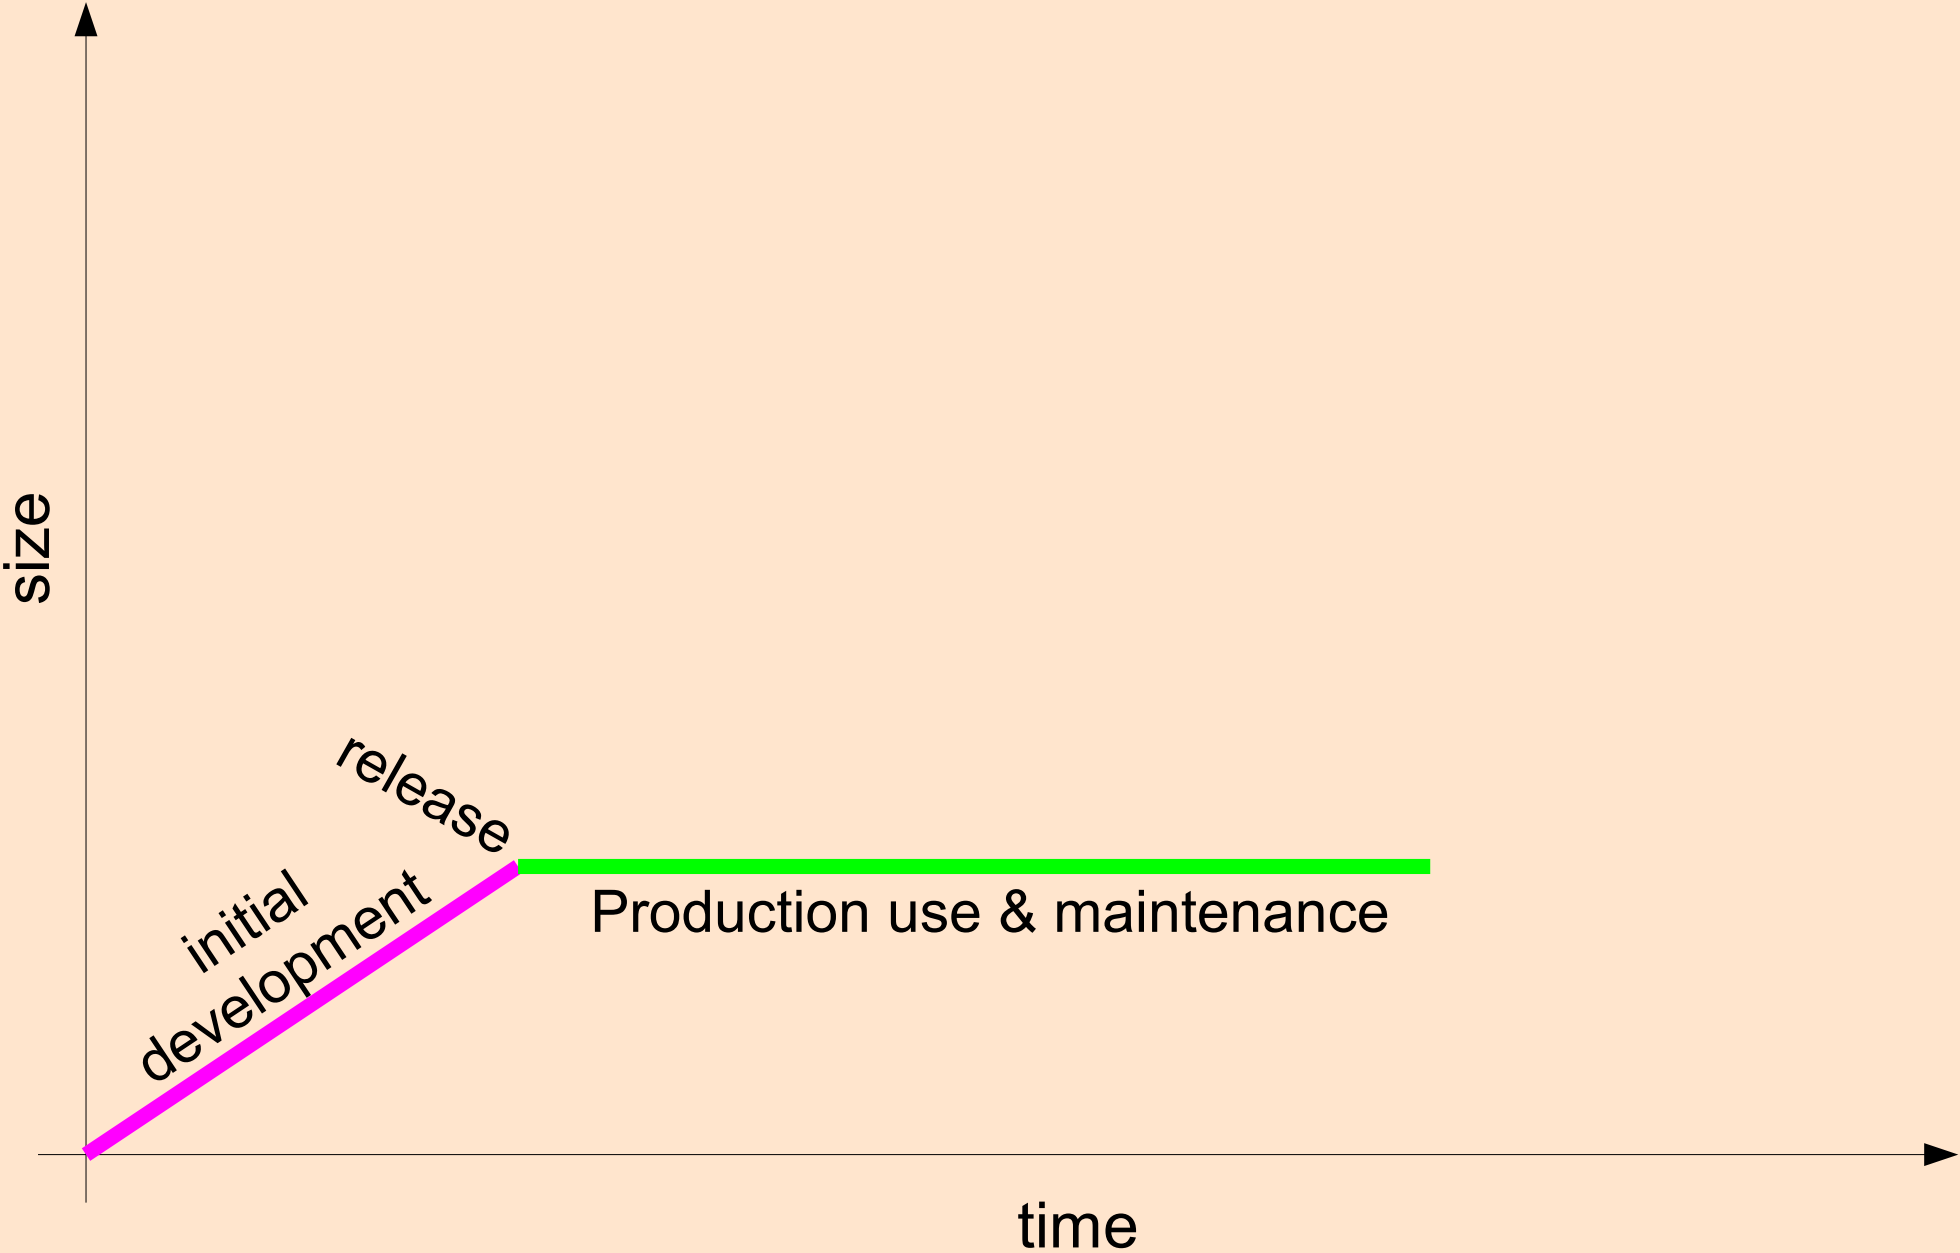 size
release
initial
development
Production use & maintenance
time